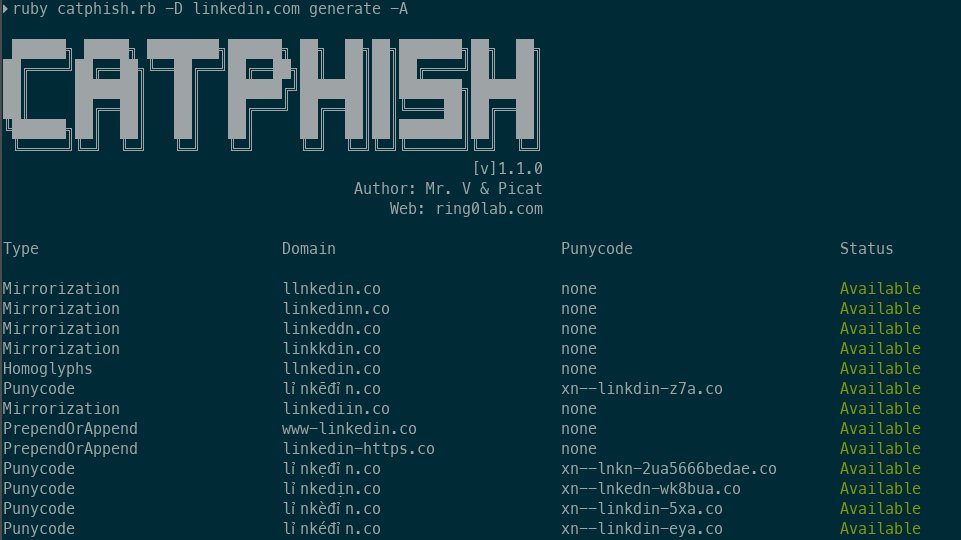 ruby catphish.rb -D linkedin.com generate -A
CATPHISH
[v]1.1.0
Author: Mr. V & Picat
Web: ring0lab.com
Type Domain Punycode Status
Mirrorization llnkedin.co none Available
Mirrorization linkedinn.co none Available
Mirrorization linkeddn.co none Available
Mirrorization linkkdin.co none Available
Homoglyphs llnkedin.co none Available
Punycode lỉnkēđỉn.co xn--linkdin-z7a.co Available
Mirrorization linkediin.co none Available
PrependOrAppend www-linkedin.co none Available
PrependOrAppend linkedin-https.co none Available
Punycode lỉnkeđỉn.co xn--lnkn-2ua5666bedae.co Available
Punycode lỉnkedịn.co xn--lnkedn-wk8bua.co Available
Punycode lỉnkèđỉn.co xn--linkdin-5xa.co Available
Punycode lỉnkéđỉn.co xn--linkdin-eya.co Available